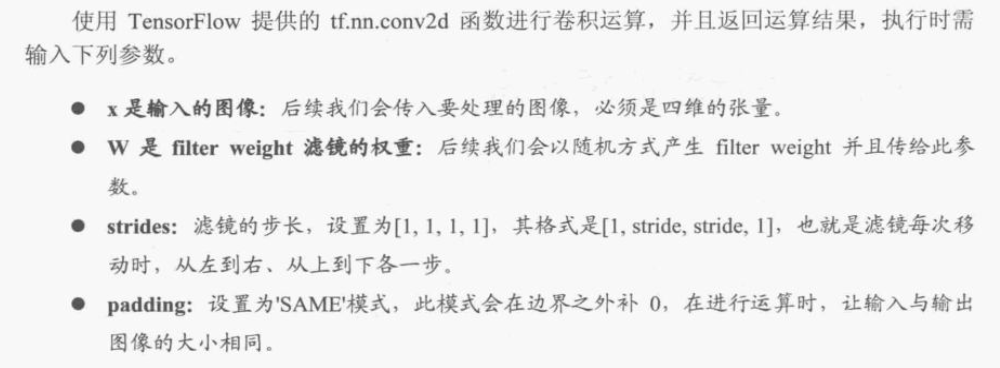 使用 TensorFlow 提供的 tf.nn.conv2d 函数进行卷积运算，并且返回运算结果，执行时需
输入下列参数。
● x 是输入的图像：后续我们会传入要处理的图像，必须是四维的张量。
● W 是 filter weight 滤镜的权重：后续我们会以随机方式产生 filter weight 并且传给此参
数。
● strides：滤镜的步长，设置为[1, 1, 1, 1]，其格式是[1, stride, stride, 1]，也就是滤镜每次移
动时，从左到右、从上到下各一步。
● padding：设置为'SAME'模式，此模式会在边界之外补 0，在进行运算时，让输入与输出
图像的大小相同。